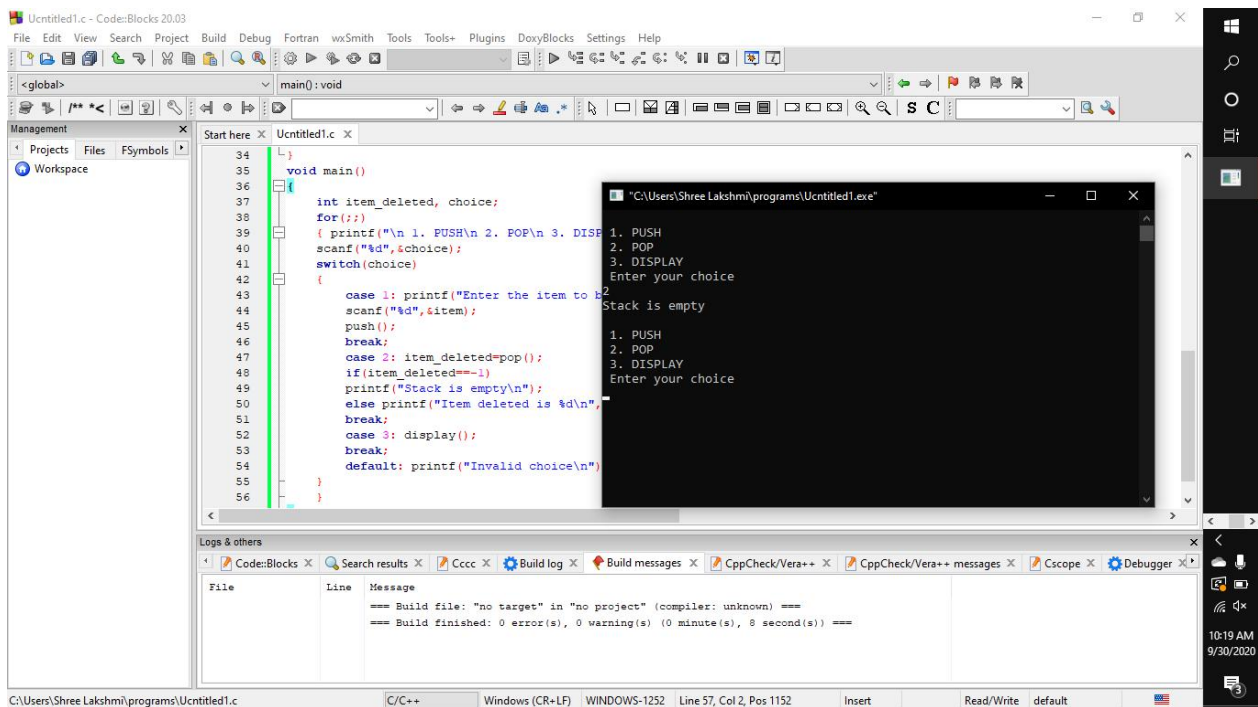 Ucntitled1.c - Code::Blocks 20.03
File Edit View Search Project Build Debug Fortran wxSmith Tools Tools+ Plugins DoxyBlocks Settings Help
<global> main() : void
/** *< S C
Management
Projects Files FSymbols
Workspace
Start here Ucntitled1.c
34 }
35 void main()
36 {
37 int item_deleted, choice;
38 for(;;)
39 { printf("\n 1. PUSH\n 2. POP\n 3. DISP
40 scanf("%d",&choice);
41 switch(choice)
42 {
43 case 1: printf("Enter the item to b
44 scanf("%d",&item);
45 push();
46 break;
47 case 2: item_deleted=pop();
48 if(item_deleted==-1)
49 printf("Stack is empty\n");
50 else printf("Item deleted is %d\n",
51 break;
52 case 3: display();
53 break;
54 default: printf("Invalid choice\n")
55 }
56 }
"C:\Users\Shree Lakshmi\programs\Ucntitled1.exe"
1. PUSH
2. POP
3. DISPLAY
Enter your choice
2
Stack is empty
1. PUSH
2. POP
3. DISPLAY
Enter your choice
Logs & others
Code::Blocks Search results Cccc Build log Build messages CppCheck/Vera++ CppCheck/Vera++ messages Cscope Debugger
File Line Message
=== Build file: "no target" in "no project" (compiler: unknown) ===
=== Build finished: 0 error(s), 0 warning(s) (0 minute(s), 8 second(s)) ===
C:\Users\Shree Lakshmi\programs\Ucntitled1.c C/C++ Windows (CR+LF) WINDOWS-1252 Line 57, Col 2, Pos 1152 Insert Read/Write default
10:19 AM
9/30/2020
3